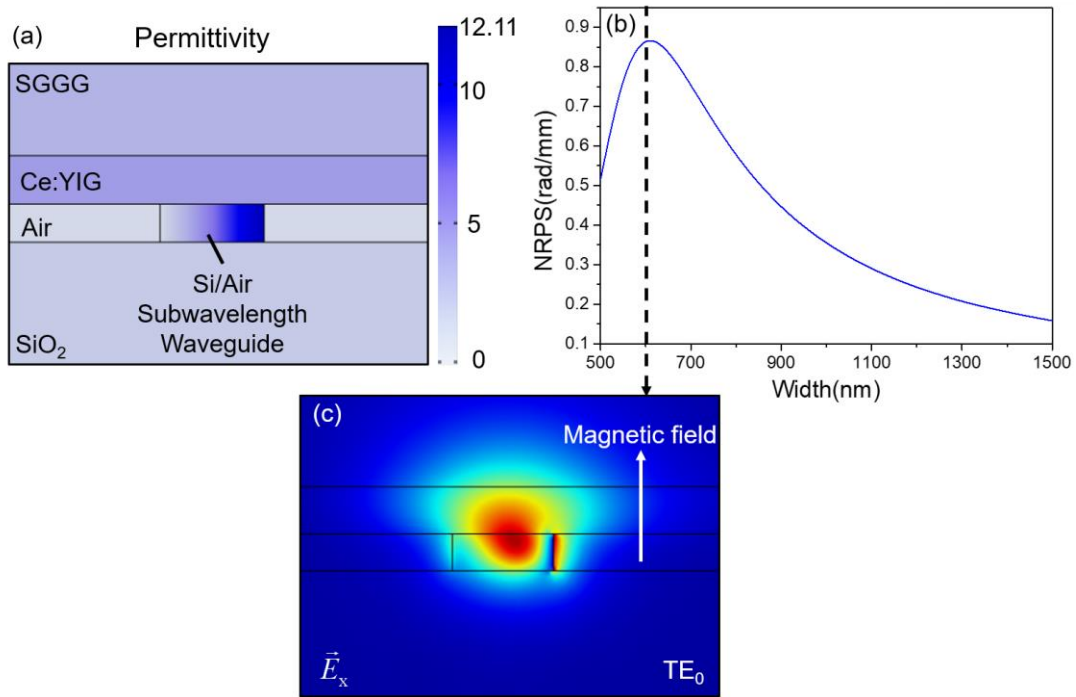 (a)
Permittivity
SGGG
Ce:YIG
Air
Si/Air
Subwavelength
Waveguide
SiO₂
12.11
10
5
0
(b)
NRPS(rad/mm)
0.9
0.8
0.7
0.6
0.5
0.4
0.3
0.2
0.1
500 700 900 1100 1300 1500
Width(nm)
(c)
Magnetic field
E⃗ₓ
TE₀